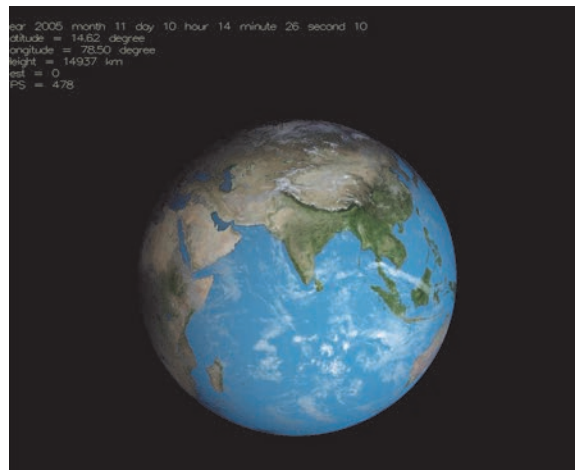 ear 2005 month 11 day 10 hour 14 minute 26 second 10
atitude = 14.62 degree
ongitude = 78.50 degree
Height = 14937 km
est = 0
PS = 478